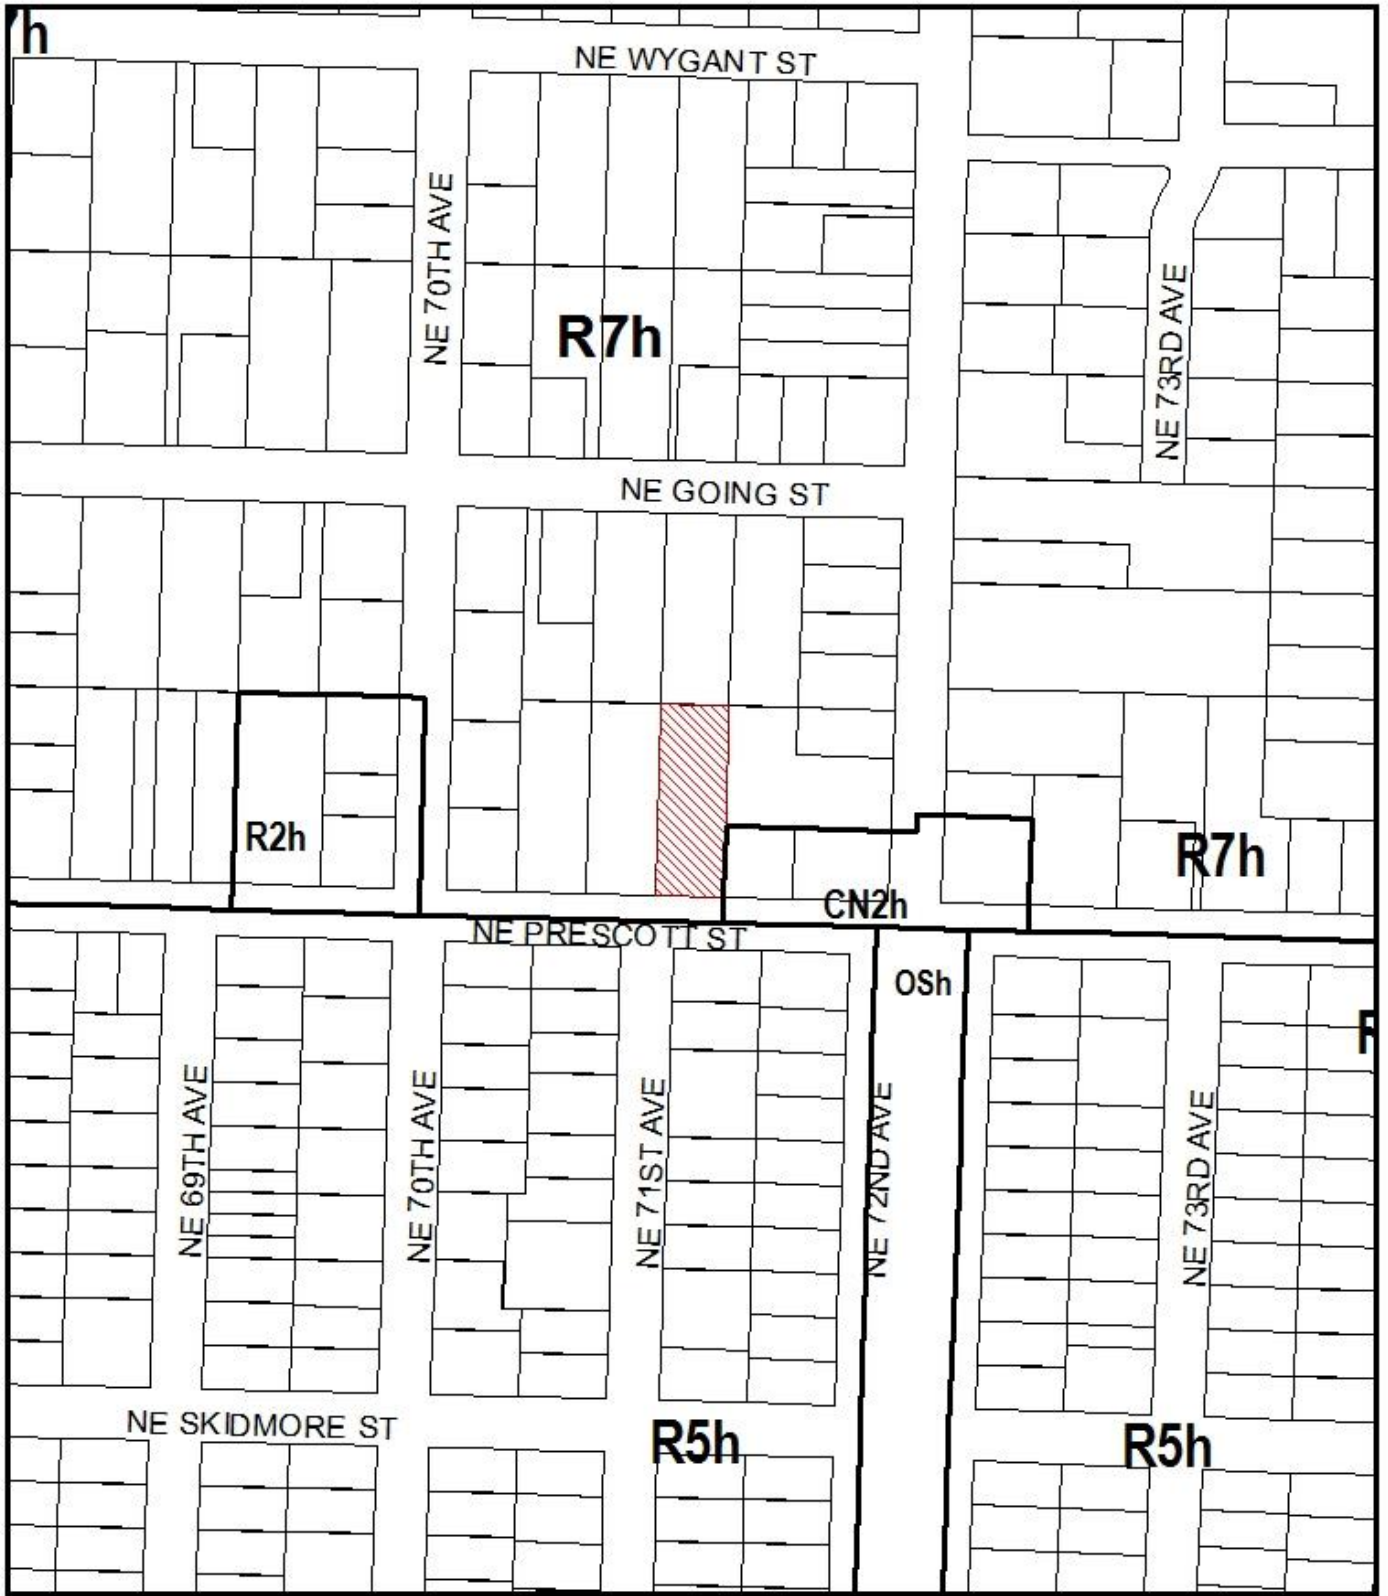 h
NE WYGANT ST
NE 70TH AVE
R7h
NE 73RD AVE
NE GOING ST
R2h
R7h
CN2h
NE PRESCOTT ST
OSh
NE 69TH AVE
NE 70TH AVE
NE 71ST AVE
NE 72ND AVE
NE 73RD AVE
NE SKIDMORE ST
R5h
R5h